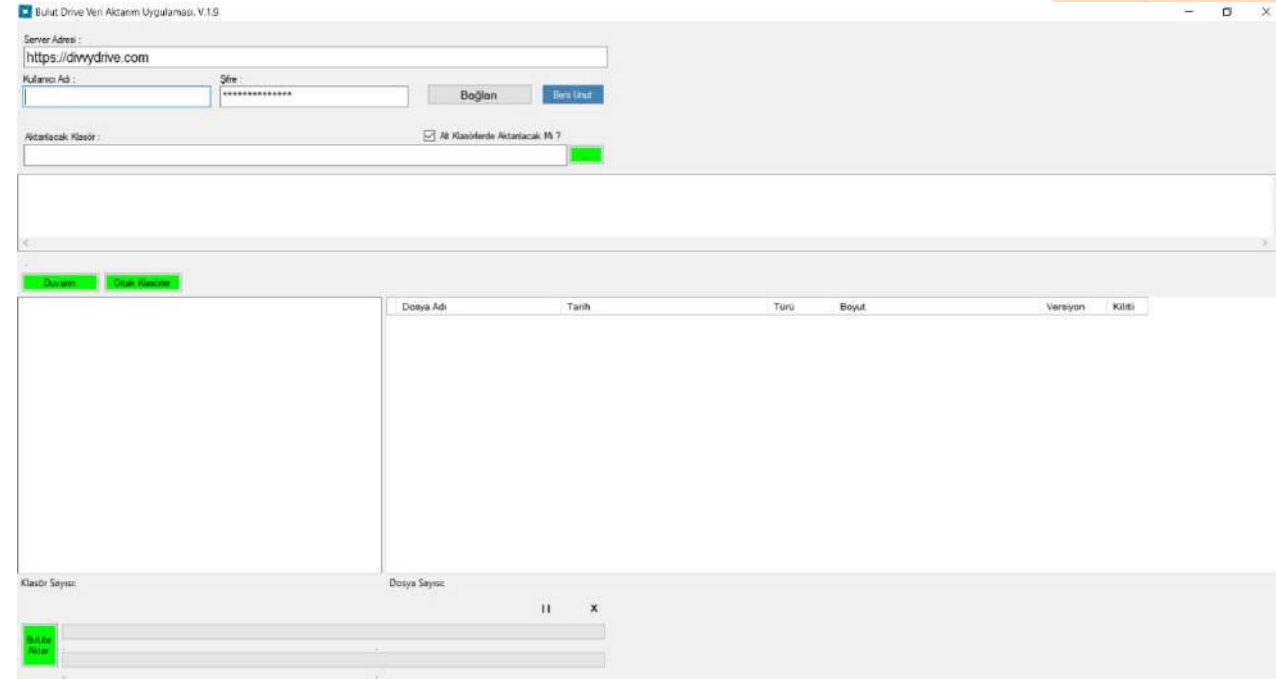 Bulut Drive Veri Aktarım Uygulaması. V.1.9
Server Adresi :
https://divvydrive.com
Kullanıcı Adı :
Şifre :
**************
Bağlan
Beni Unut
Aktarılacak Klasör :
Alt Klasörlerde Aktarılacak Mı ?
Duvarım
Ortak Klasörler
Dosya Adı
Tarih
Türü
Boyut
Versiyon
Kilitli
Klasör Sayısı:
Dosya Sayısı:
X
Buluta
Aktar